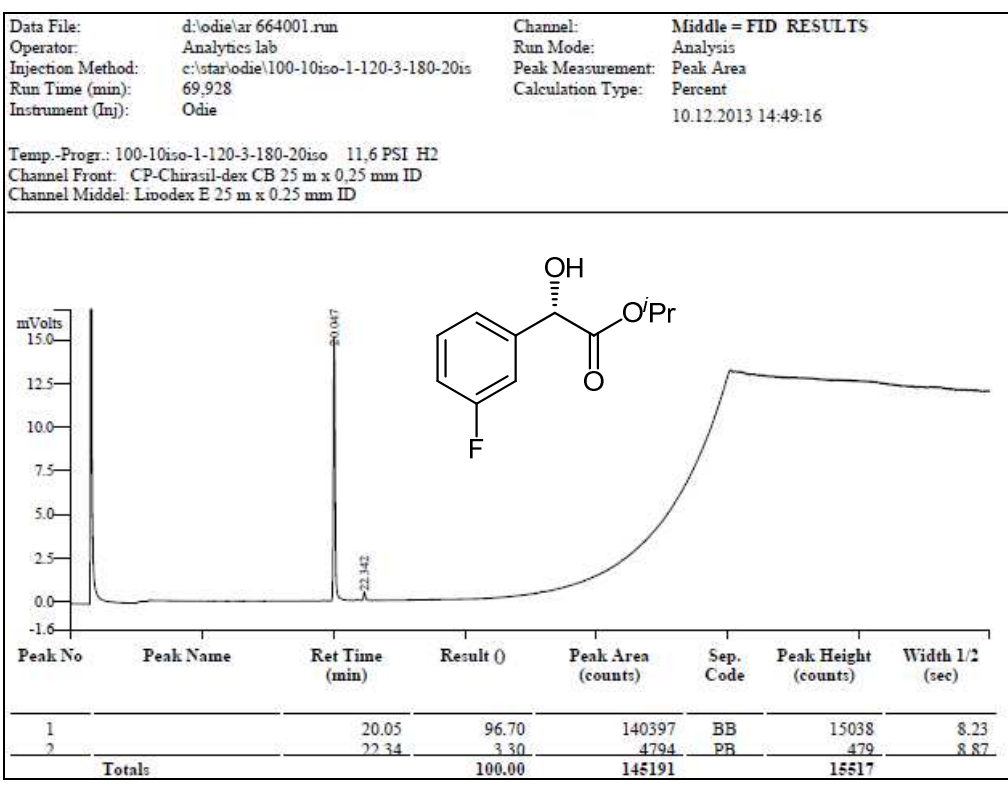 Data File: d:\odie\ar 664001.run Channel: Middle = FID RESULTS
Operator: Analytics lab Run Mode: Analysis
Injection Method: c:\star\odie\100-10iso-1-120-3-180-20is Peak Measurement: Peak Area
Run Time (min): 69,928 Calculation Type: Percent
Instrument (Inj): Odie 10.12.2013 14:49:16
Temp.-Progr.: 100-10iso-1-120-3-180-20iso 11,6 PSI H2
Channel Front: CP-Chirasil-dex CB 25 m x 0,25 mm ID
Channel Middel: Lipodex E 25 m x 0.25 mm ID
OH
OiPr
O
F
mVolts
15.0
12.5
10.0
7.5
5.0
2.5
0.0
-1.6
20.047
22.342
Peak No Peak Name Ret Time Result () Peak Area Sep. Peak Height Width 1/2
(min) (counts) Code (counts) (sec)
1 20.05 96.70 140397 BB 15038 8.23
2 22.34 3.30 4794 PB 479 8.87
Totals 100.00 145191 15517